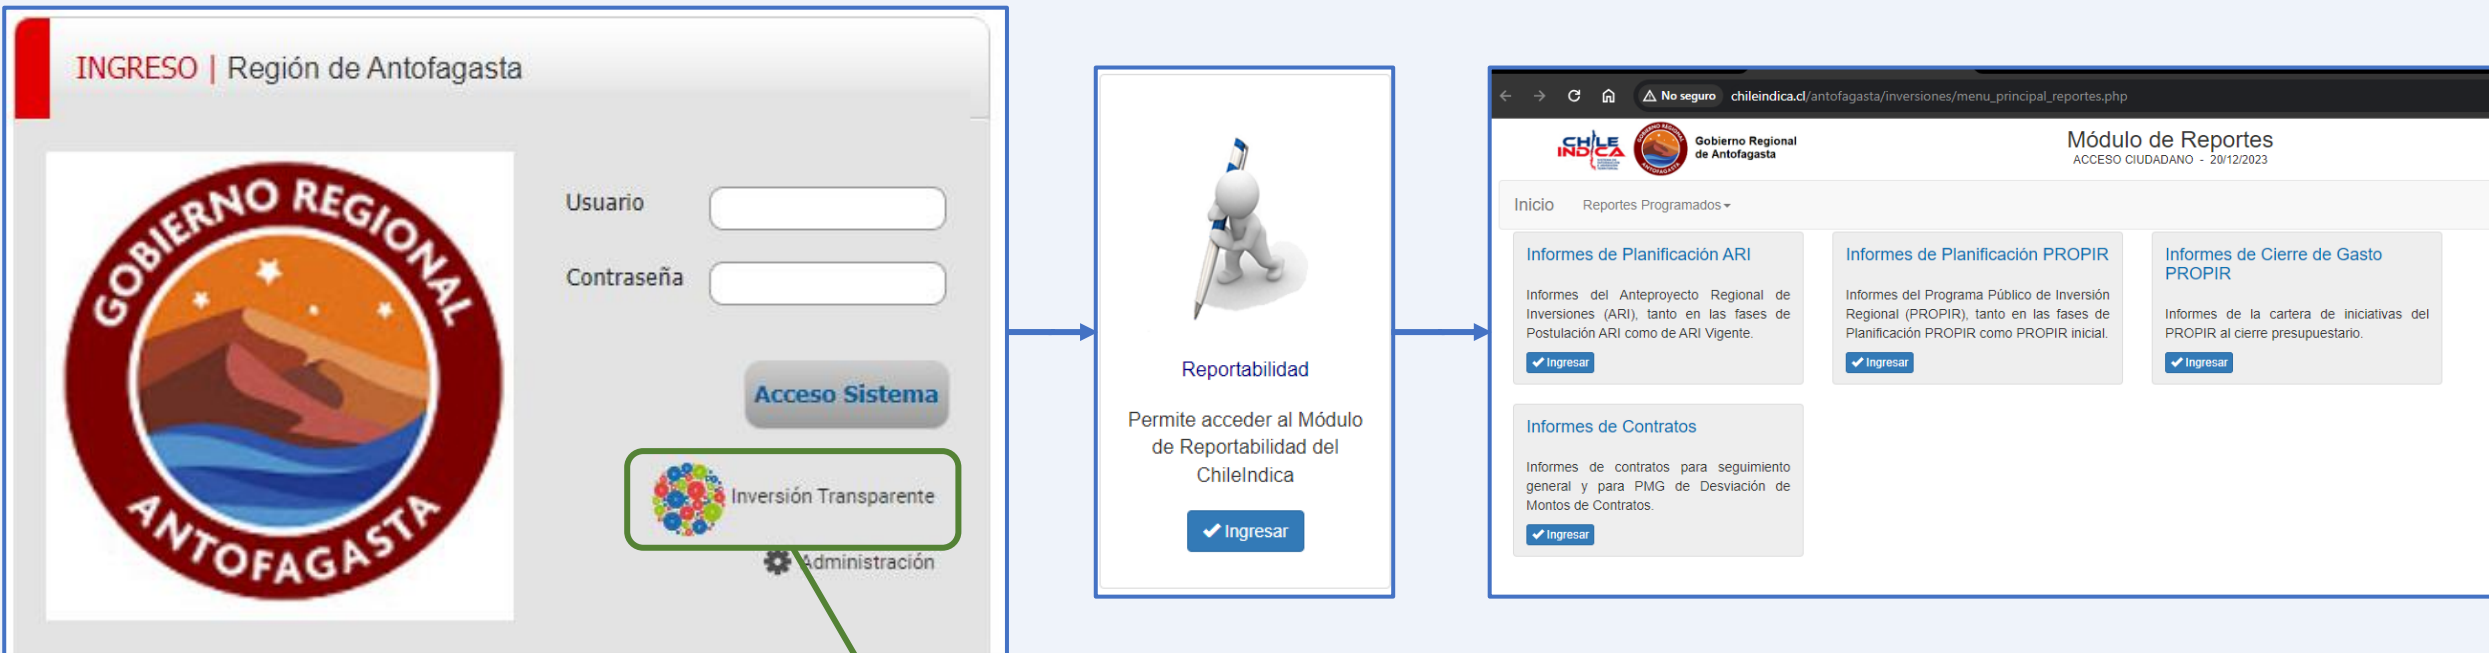 INGRESO | Región de Antofagasta
GOBIERNO REGIONAL
ANTOFAGASTA
Usuario
Contraseña
Acceso Sistema
Inversión Transparente
Administración
Reportabilidad
Permite acceder al Módulo
de Reportabilidad del
ChileIndica
Ingresar
No seguro chileindica.cl/antofagasta/inversiones/menu_principal_reportes.php
CHILE
INDICA
Gobierno Regional
de Antofagasta
Módulo de Reportes
ACCESO CIUDADANO - 20/12/2023
Inicio Reportes Programados
Informes de Planificación ARI
Informes del Anteproyecto Regional de
Inversiones (ARI), tanto en las fases de
Postulación ARI como de ARI Vigente.
Ingresar
Informes de Planificación PROPIR
Informes del Programa Público de Inversión
Regional (PROPIR), tanto en las fases de
Planificación PROPIR como PROPIR inicial.
Ingresar
Informes de Cierre de Gasto
PROPIR
Informes de la cartera de iniciativas del
PROPIR al cierre presupuestario.
Ingresar
Informes de Contratos
Informes de contratos para seguimiento
general y para PMG de Desviación de
Montos de Contratos.
Ingresar